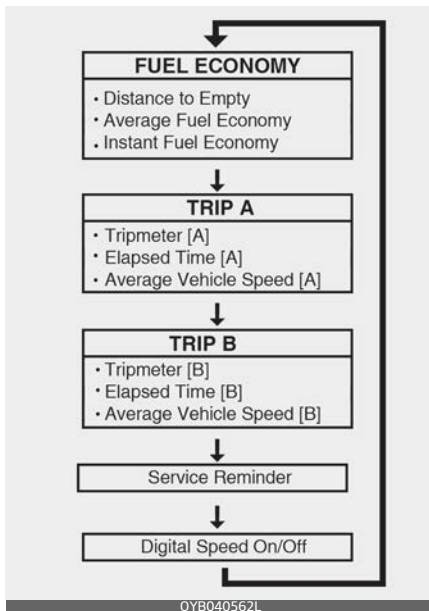 FUEL ECONOMY
• Distance to Empty
• Average Fuel Economy
• Instant Fuel Economy
TRIP A
• Tripmeter [A]
• Elapsed Time [A]
• Average Vehicle Speed [A]
TRIP B
• Tripmeter [B]
• Elapsed Time [B]
• Average Vehicle Speed [B]
Service Reminder
Digital Speed On/Off
OYB040562L